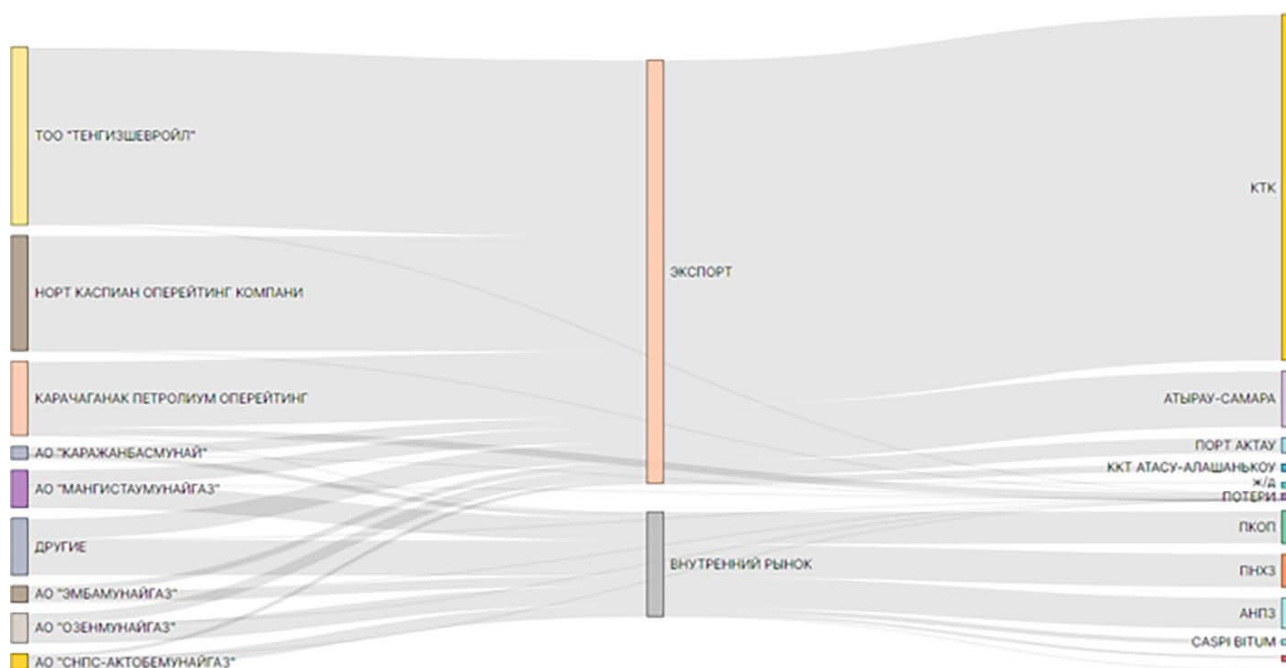 ТОО "ТЕНГИЗШЕВРОЙЛ"
НОРТ КАСПИАН ОПЕРЕЙТИНГ КОМПАНИ
КАРАЧАГАНАК ПЕТРОЛИУМ ОПЕРЕЙТИНГ
АО "КАРАЖАНБАСМУНАЙ"
АО "МАНГИСТАУМУНАЙГАЗ"
ДРУГИЕ
АО "ЭМБАМУНАЙГАЗ"
АО "ОЗЕНМУНАЙГАЗ"
АО "СНПС-АКТОБЕМУНАЙГАЗ"
ЭКСПОРТ
ВНУТРЕННИЙ РЫНОК
КТК
АТЫРАУ-САМАРА
ПОРТ АКТАУ
ККТ АТАСУ-АЛАШАНЬКОУ
ж/д
ПОТЕРИ
ПКОП
ПНХЗ
АНПЗ
CASPI BITUM